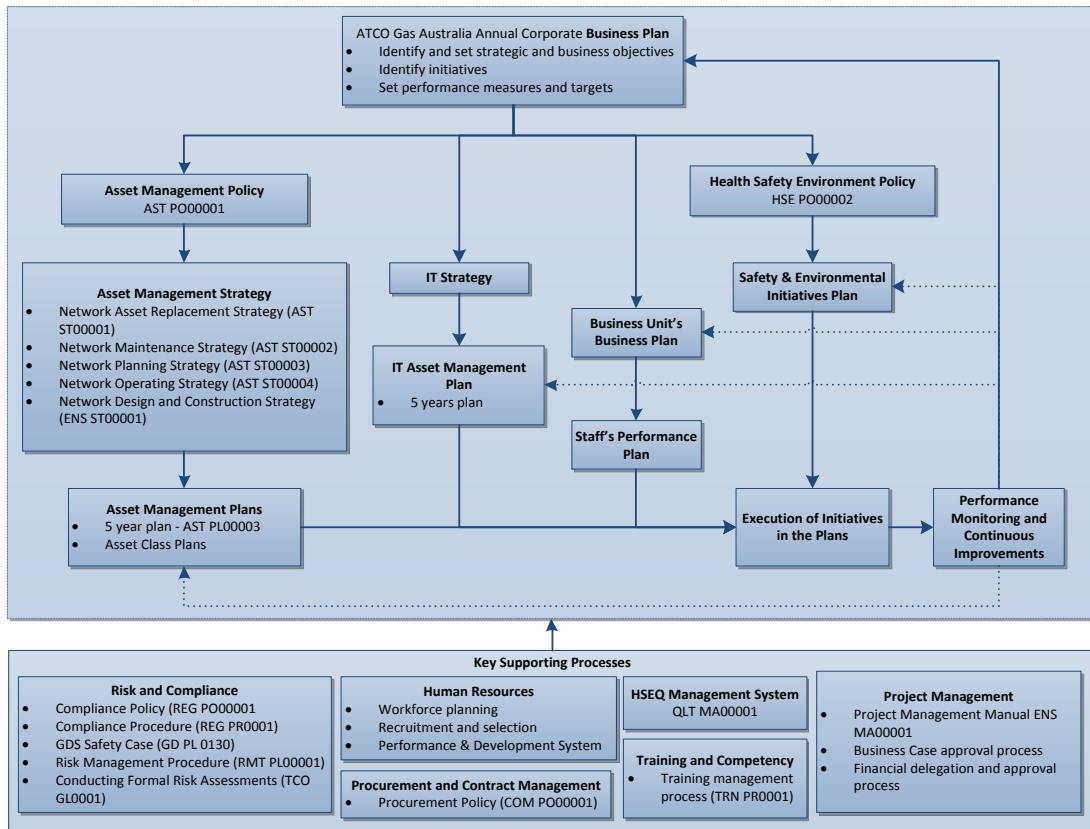 ATCO Gas Australia Annual Corporate Business Plan
• Identify and set strategic and business objectives
• Identify initiatives
• Set performance measures and targets
Asset Management Policy
AST PO00001
Health Safety Environment Policy
HSE PO00002
Asset Management Strategy
• Network Asset Replacement Strategy (AST
ST00001)
• Network Maintenance Strategy (AST ST00002)
• Network Planning Strategy (AST ST00003)
• Network Operating Strategy (AST ST00004)
• Network Design and Construction Strategy
(ENS ST00001)
IT Strategy
Safety & Environmental
Initiatives Plan
Business Unit's
Business Plan
IT Asset Management
Plan
• 5 years plan
Staff's Performance
Plan
Asset Management Plans
• 5 year plan - AST PL00003
• Asset Class Plans
Execution of Initiatives
in the Plans
Performance
Monitoring and
Continuous
Improvements
Key Supporting Processes
Risk and Compliance
• Compliance Policy (REG PO00001
• Compliance Procedure (REG PR0001)
• GDS Safety Case (GD PL 0130)
• Risk Management Procedure (RMT PL00001)
• Conducting Formal Risk Assessments (TCO
GL0001)
Human Resources
• Workforce planning
• Recruitment and selection
• Performance & Development System
Procurement and Contract Management
• Procurement Policy (COM PO00001)
HSEQ Management System
QLT MA00001
Training and Competency
• Training management
process (TRN PR0001)
Project Management
• Project Management Manual ENS
MA00001
• Business Case approval process
• Financial delegation and approval
process